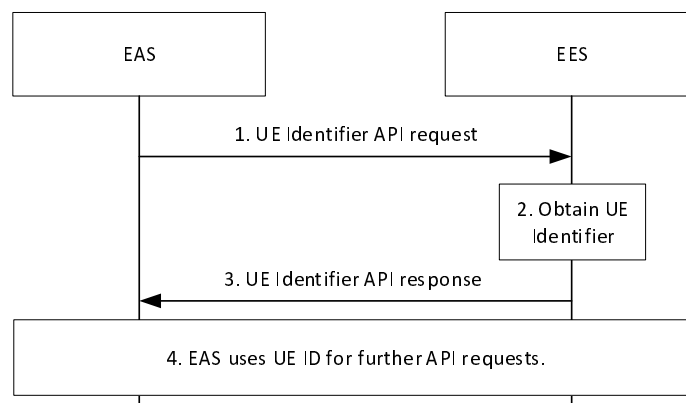 EAS
EES
1. UE Identifier API request
2. Obtain UE
Identifier
3. UE Identifier API response
4. EAS uses UE ID for further API requests.